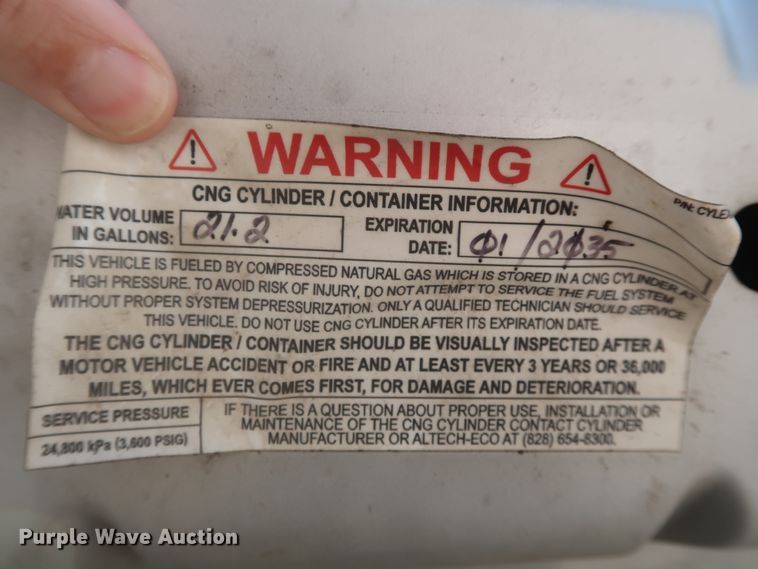 WARNING
CNG CYLINDER / CONTAINER INFORMATION:
P/N: CYLEX
WATER VOLUME IN GALLONS: 21.2
EXPIRATION DATE: 01/2035
THIS VEHICLE IS FUELED BY COMPRESSED NATURAL GAS WHICH IS STORED IN A CNG CYLINDER AT
HIGH PRESSURE. TO AVOID RISK OF INJURY, DO NOT ATTEMPT TO SERVICE THE FUEL SYSTEM
WITHOUT PROPER SYSTEM DEPRESSURIZATION. ONLY A QUALIFIED TECHNICIAN SHOULD SERVICE
THIS VEHICLE. DO NOT USE CNG CYLINDER AFTER ITS EXPIRATION DATE.
THE CNG CYLINDER / CONTAINER SHOULD BE VISUALLY INSPECTED AFTER A
MOTOR VEHICLE ACCIDENT OR FIRE AND AT LEAST EVERY 3 YEARS OR 36,000
MILES, WHICH EVER COMES FIRST, FOR DAMAGE AND DETERIORATION.
SERVICE PRESSURE
24,800 kPa (3,600 PSIG)
IF THERE IS A QUESTION ABOUT PROPER USE, INSTALLATION OR
MAINTENANCE OF THE CNG CYLINDER CONTACT CYLINDER
MANUFACTURER OR ALTECH-ECO AT (828) 654-8300.
Purple Wave Auction